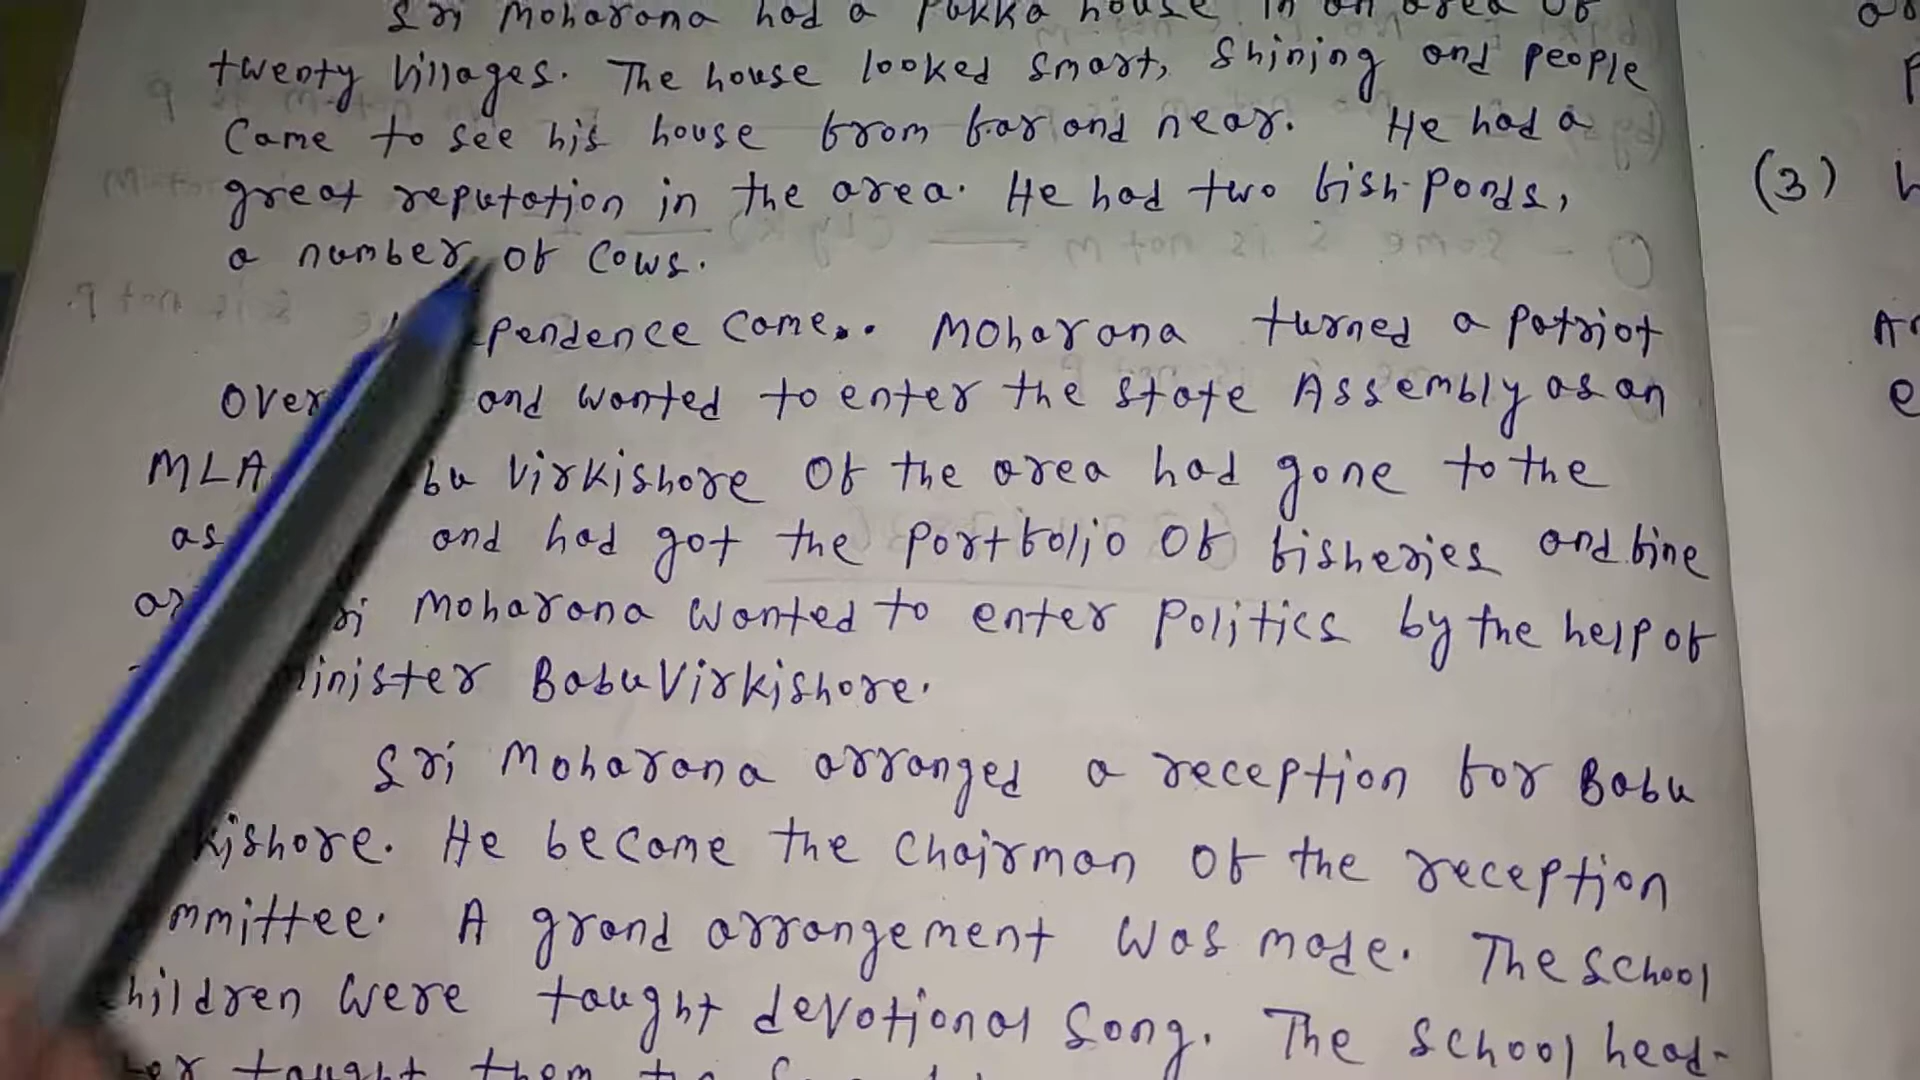 Sri Moharana had a Pukka house in an area of
twenty Villages. The house looked smart, shining and people
Came to see his house from far and near. He had a
great reputation in the area. He had two fish-Ponds,
a number of Cows.
pendence Came.. Moharana turned a Patriot
Over and wanted to enter the state Assembly as an
MLA bu Virkishore Of the area had gone to the
as and had got the Portfolio Of fisheries and fine
ar ri Moharana Wanted to enter Politics by the help of
inister Babu Virkishore.
Sri Moharana arranged a reception for Babu
kishore. He became the Chairman Of the reception
mmittee. A grand arrangement Was made. The School
hildren Were taught devotional Song. The School head-
taught them
(3)